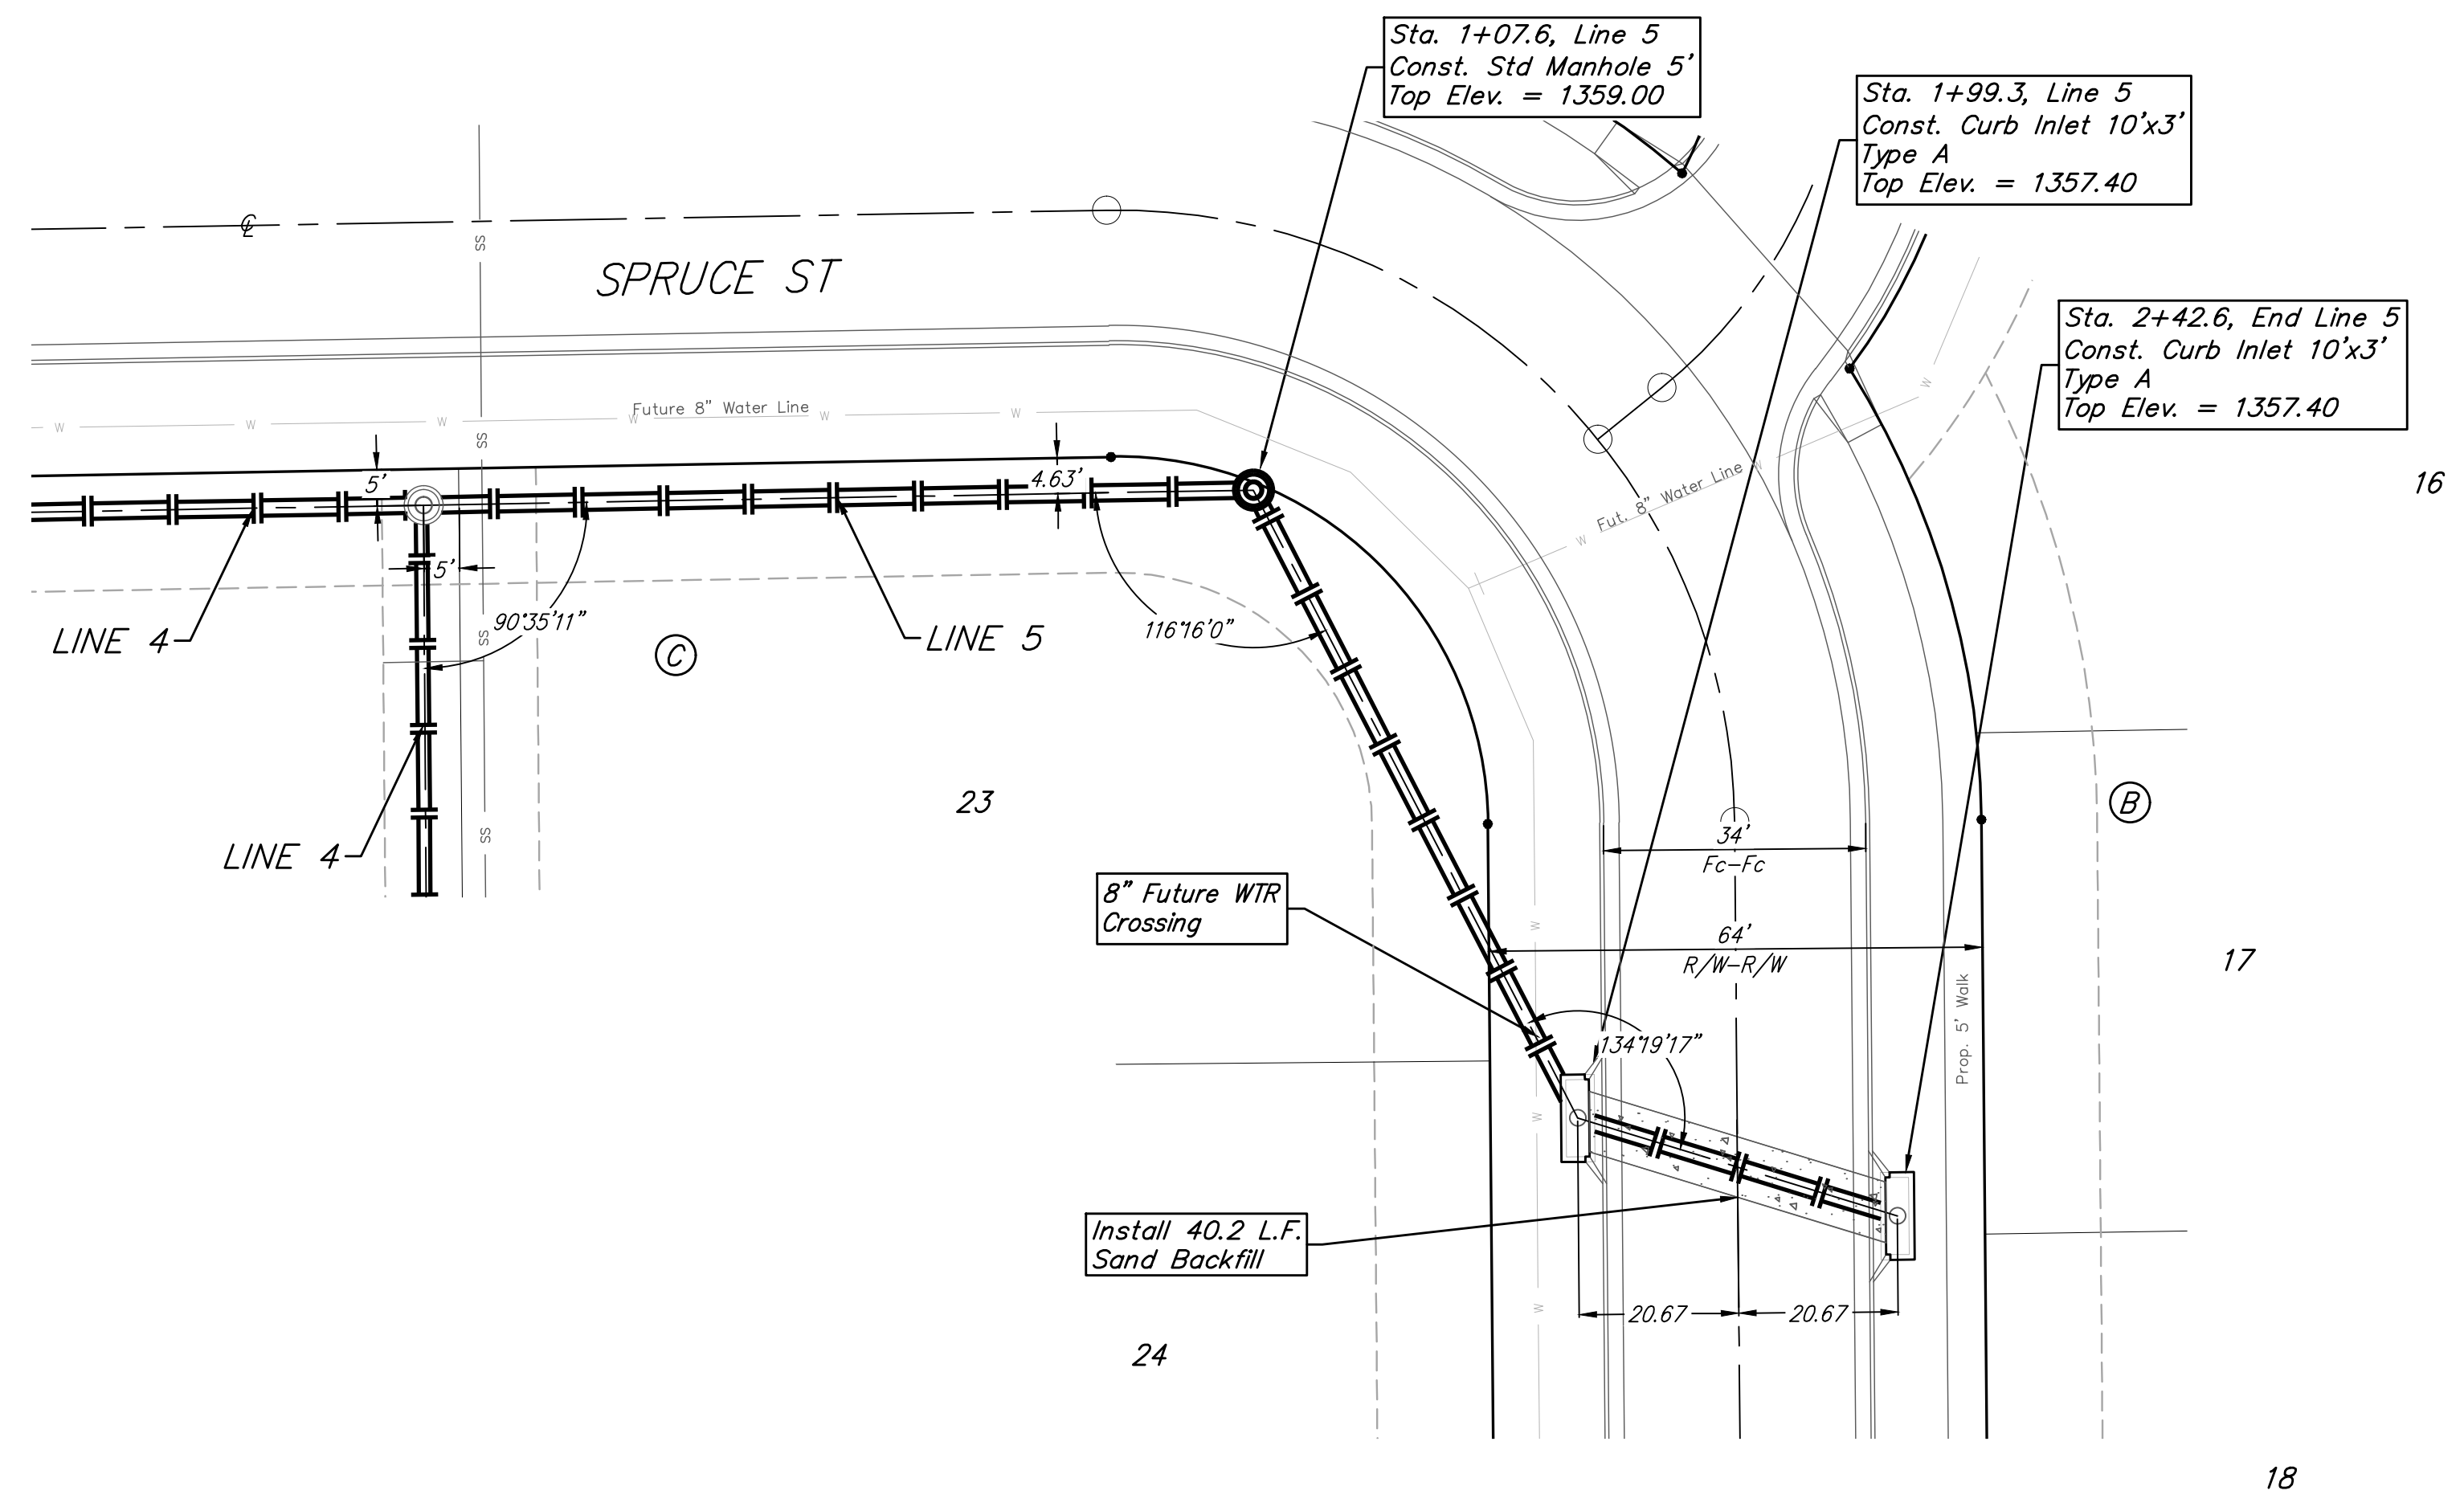 Sta. 1+07.6, Line 5
Const. Std Manhole 5'
Top Elev. = 1359.00
Sta. 1+99.3, Line 5
Const. Curb Inlet 10'x3'
Type A
Top Elev. = 1357.40
Sta. 2+42.6, End Line 5
Const. Curb Inlet 10'x3'
Type A
Top Elev. = 1357.40
℄
SS
SPRUCE ST
Future 8" Water Line
W W W W W W
SS
W
5'
4.63'
Fut. 8" Water Line
W
W
16
5'
90°35'11"
116°16'0"
SS
LINE 4
LINE 5
C
23
B
SS
LINE 4
34'
Fc-Fc
8" Future WTR
Crossing
W
64'
R/W-R/W
17
Prop. 5' Walk
134°19'17"
W
Install 40.2 L.F.
Sand Backfill
W
20.67
20.67
24
18